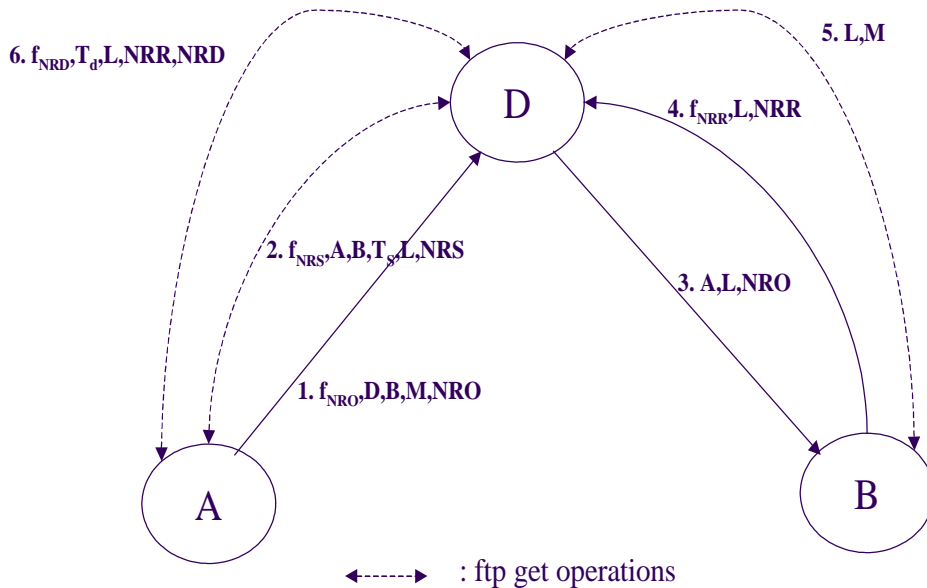 6. fNRD,Td,L,NRR,NRD
5. L,M
D
4. fNRR,L,NRR
2. fNRS,A,B,TS,L,NRS
3. A,L,NRO
1. fNRO,D,B,M,NRO
A
B
: ftp get operations